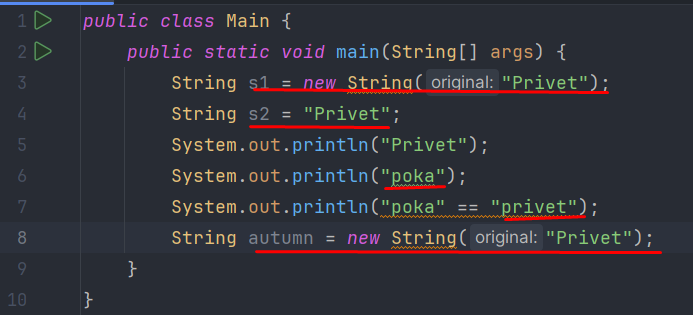 1 public class Main {
2 public static void main(String[] args) {
3 String s1 = new String( original: "Privet");
4 String s2 = "Privet";
5 System.out.println("Privet");
6 System.out.println("poka");
7 System.out.println("poka" == "privet");
8 String autumn = new String( original: "Privet");
9 }
10 }